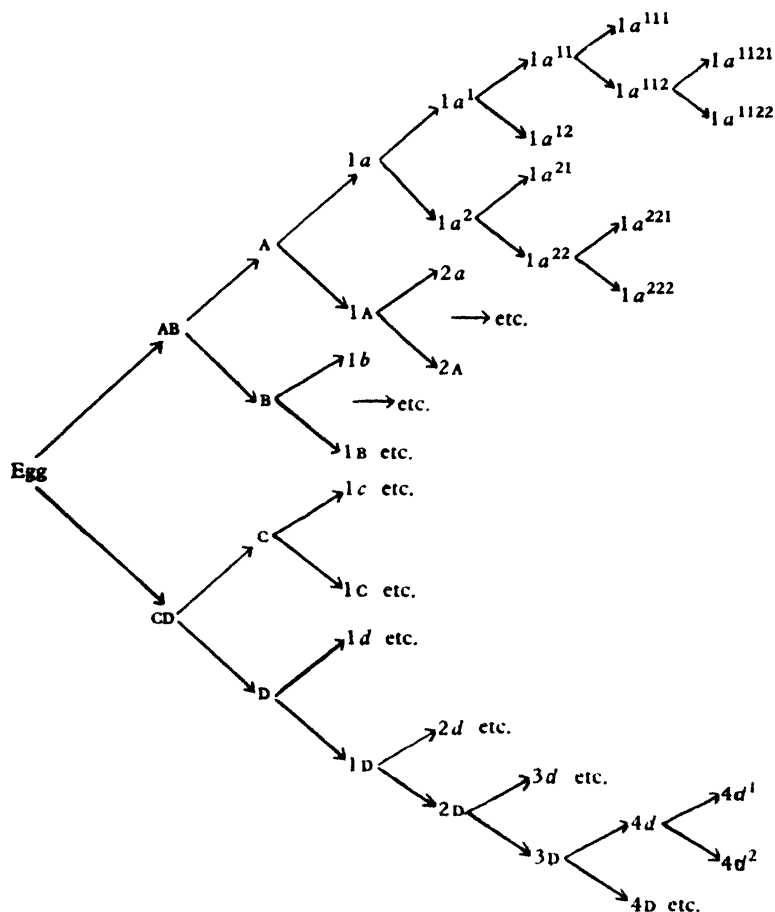 1a¹¹¹
1a¹¹ 1a¹¹²¹
1a¹ 1a¹¹²
1a¹¹²²
1a¹²
1a 1a²¹
1a² 1a²²¹
A 1a²²
2a 1a²²²
1A → etc.
AB
1b 2A
B → etc.
1B etc.
Egg
1c etc.
C
1C etc.
CD
1d etc.
D
2d etc.
1D
3d etc.
2D 4d¹
4d
3D 4d²
4D etc.